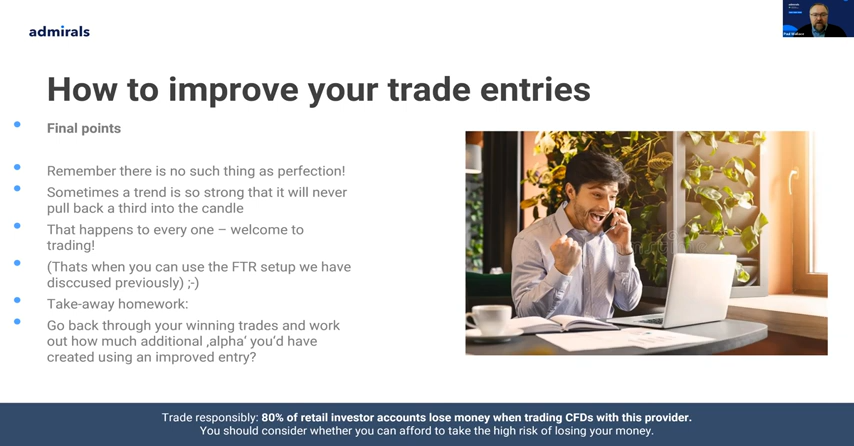 admirals
Paul Wallace
How to improve your trade entries
Final points
Remember there is no such thing as perfection!
Sometimes a trend is so strong that it will never
pull back a third into the candle
That happens to every one – welcome to
trading!
(Thats when you can use the FTR setup we have
disccused previously) ;-)
Take-away homework:
Go back through your winning trades and work
out how much additional ‚alpha‘ you’d have
created using an improved entry?
Trade responsibly: 80% of retail investor accounts lose money when trading CFDs with this provider.
You should consider whether you can afford to take the high risk of losing your money.